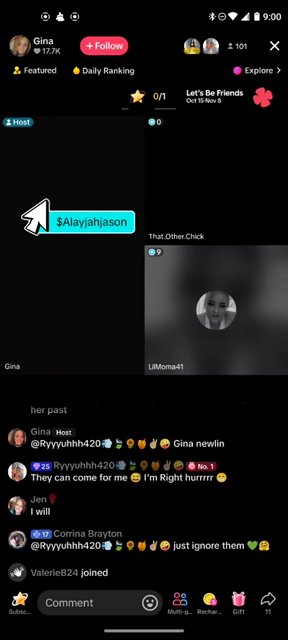 9:00
Gina
17.7K
+ Follow
101
Featured
Daily Ranking
Explore >
0/1
Let's Be Friends
Oct 15-Nov 8
Host
0
$Alayjahjason
That.Other.Chick
9
Gina
LilMoma41
her past
Gina Host
@Ryyyuhhh420💨🍃🌻🍯✌🏼🤪 Gina newlin
25 Ryyyuhhh420💨🍃🌻🍯✌🏼🤪 No. 1
They can come for me 😅 I'm Right hurrrrr 😁
Jen🌹
I will
17 Corrina Brayton
@Ryyyuhhh420💨🍃🌻🍯✌🏼🤪 just ignore them 💚🤗
ValerieB24 joined
Subsc...
Comment
Multi-g...
Rechar...
Gift
11